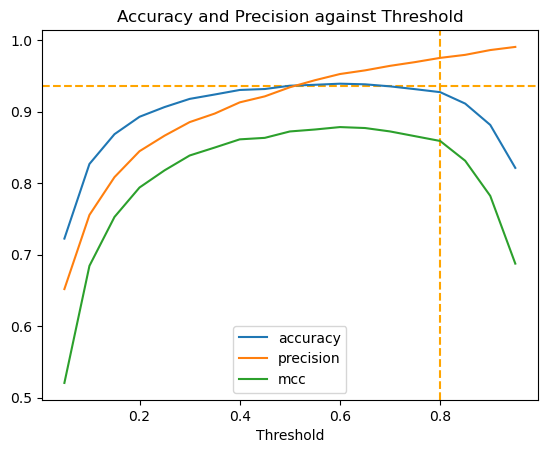 Accuracy and Precision against Threshold
1.0
0.9
0.8
0.7
0.6
0.5
accuracy
precision
mcc
0.2 0.4 0.6 0.8
Threshold